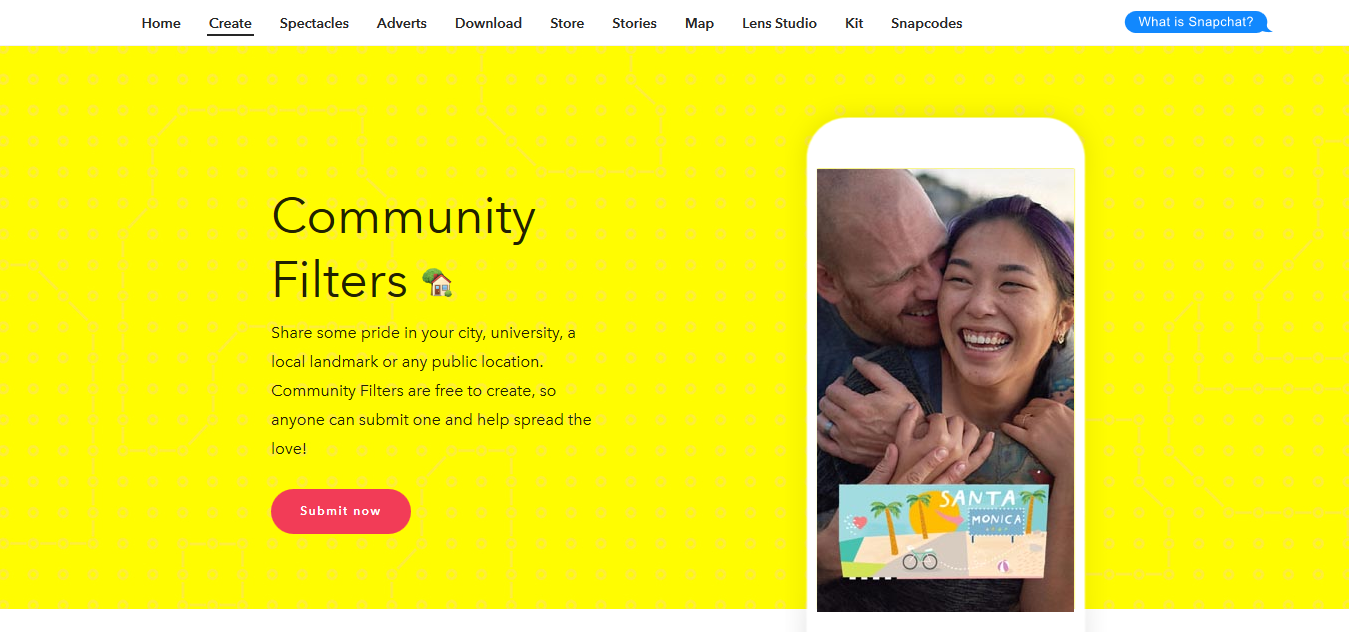 Home Create Spectacles Adverts Download Store Stories Map Lens Studio Kit Snapcodes What is Snapchat?
Community
Filters
Share some pride in your city, university, a
local landmark or any public location.
Community Filters are free to create, so
anyone can submit one and help spread the
love!
Submit now
SANTA
MONICA